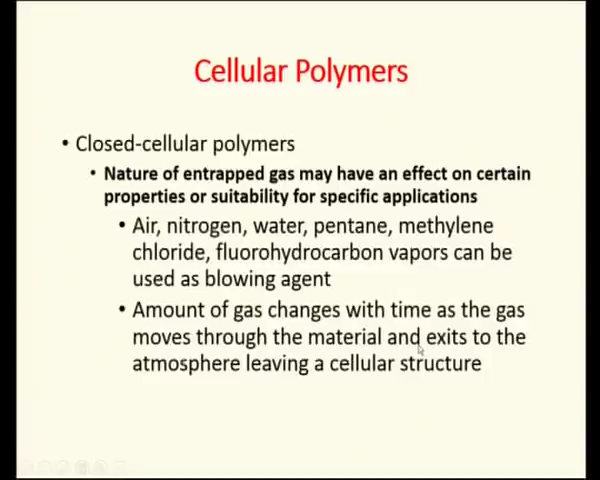 Cellular Polymers
• Closed-cellular polymers
• Nature of entrapped gas may have an effect on certain
properties or suitability for specific applications
• Air, nitrogen, water, pentane, methylene
chloride, fluorohydrocarbon vapors can be
used as blowing agent
• Amount of gas changes with time as the gas
moves through the material and exits to the
atmosphere leaving a cellular structure